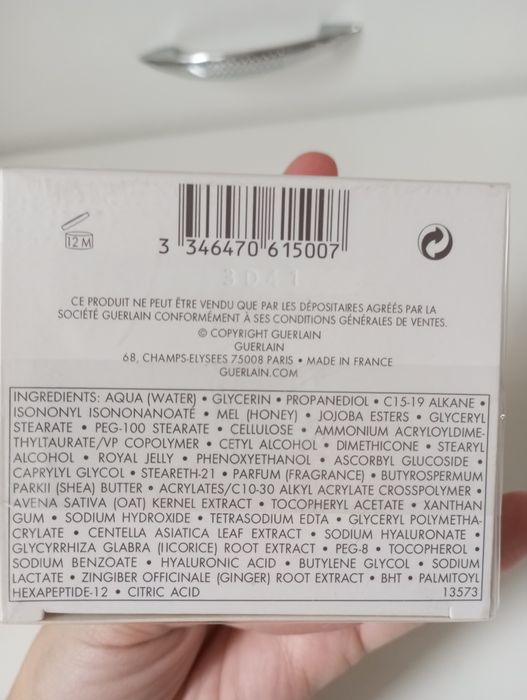 12 M
3 346470 615007
3D41
CE PRODUIT NE PEUT ÊTRE VENDU QUE PAR LES DÉPOSITAIRES AGRÉÉS PAR LA
SOCIÉTÉ GUERLAIN CONFORMÉMENT À SES CONDITIONS GÉNÉRALES DE VENTES.
© COPYRIGHT GUERLAIN
GUERLAIN
68, CHAMPS-ELYSEES 75008 PARIS • MADE IN FRANCE
GUERLAIN.COM
INGREDIENTS: AQUA (WATER) • GLYCERIN • PROPANEDIOL • C15-19 ALKANE •
ISONONYL ISONONANOATE • MEL (HONEY) • JOJOBA ESTERS • GLYCERYL
STEARATE • PEG-100 STEARATE • CELLULOSE • AMMONIUM ACRYLOYLDIME-
THYLTAURATE/VP COPOLYMER • CETYL ALCOHOL • DIMETHICONE • STEARYL
ALCOHOL • ROYAL JELLY • PHENOXYETHANOL • ASCORBYL GLUCOSIDE •
CAPRYLYL GLYCOL • STEARETH-21 • PARFUM (FRAGRANCE) • BUTYROSPERMUM
PARKII (SHEA) BUTTER • ACRYLATES/C10-30 ALKYL ACRYLATE CROSSPOLYMER •
AVENA SATIVA (OAT) KERNEL EXTRACT • TOCOPHERYL ACETATE • XANTHAN
GUM • SODIUM HYDROXIDE • TETRASODIUM EDTA • GLYCERYL POLYMETHA-
CRYLATE • CENTELLA ASIATICA LEAF EXTRACT • SODIUM HYALURONATE •
GLYCYRRHIZA GLABRA (LICORICE) ROOT EXTRACT • PEG-8 • TOCOPHEROL •
SODIUM BENZOATE • HYALURONIC ACID • BUTYLENE GLYCOL • SODIUM
LACTATE • ZINGIBER OFFICINALE (GINGER) ROOT EXTRACT • BHT • PALMITOYL
HEXAPEPTIDE-12 • CITRIC ACID 13573